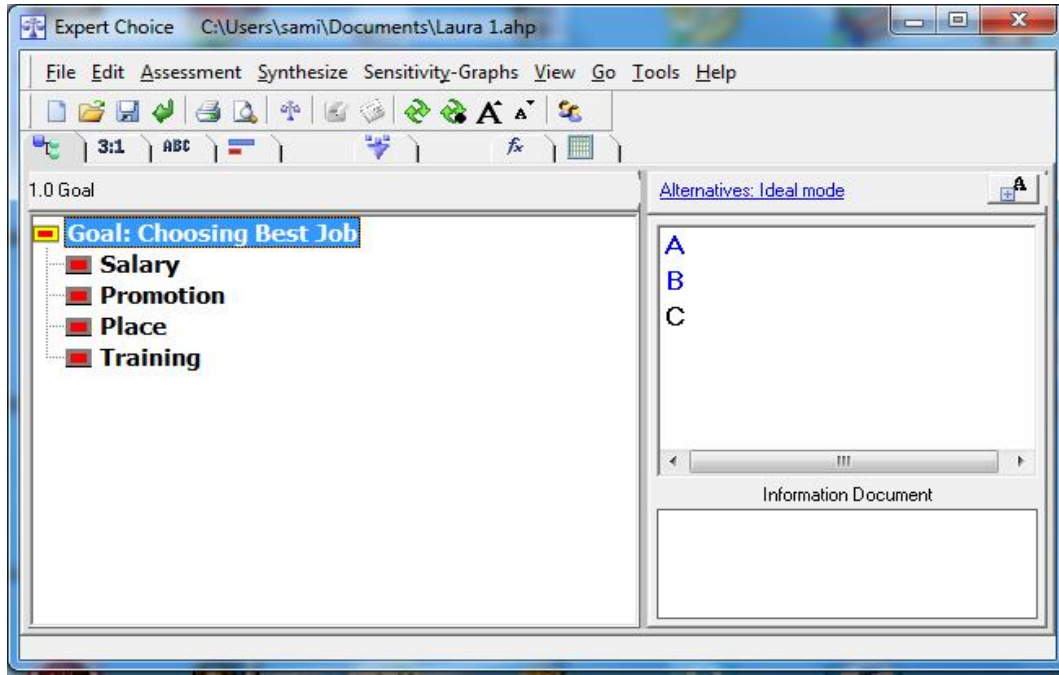 Expert Choice C:\Users\sami\Documents\Laura 1.ahp
File Edit Assessment Synthesize Sensitivity-Graphs View Go Tools Help
A A
3:1 ABC fx
1.0 Goal
Alternatives: Ideal mode
A
Goal: Choosing Best Job
Salary
Promotion
Place
Training
A
B
C
Information Document